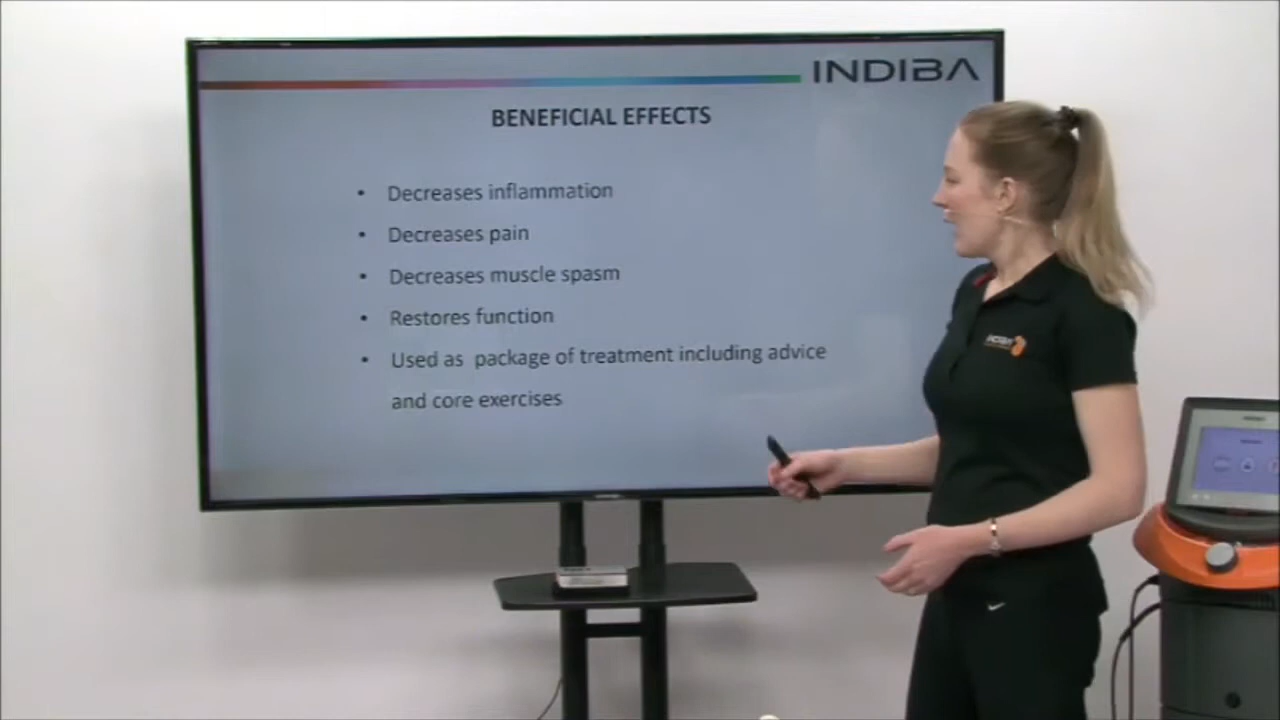 INDIBA
BENEFICIAL EFFECTS
• Decreases inflammation
• Decreases pain
• Decreases muscle spasm
• Restores function
• Used as package of treatment including advice
and core exercises